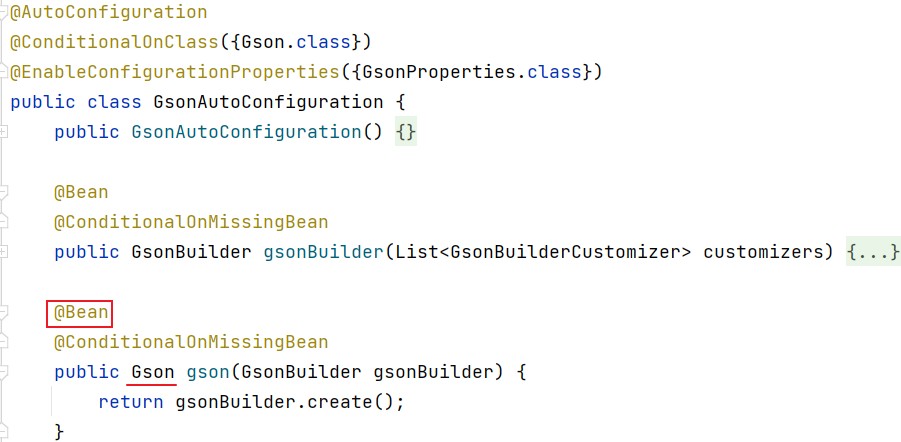 @AutoConfiguration
@ConditionalOnClass({Gson.class})
@EnableConfigurationProperties({GsonProperties.class})
public class GsonAutoConfiguration {
    public GsonAutoConfiguration() {}
    @Bean
    @ConditionalOnMissingBean
    public GsonBuilder gsonBuilder(List<GsonBuilderCustomizer> customizers) {...}
    @Bean
    @ConditionalOnMissingBean
    public Gson gson(GsonBuilder gsonBuilder) {
        return gsonBuilder.create();
    }